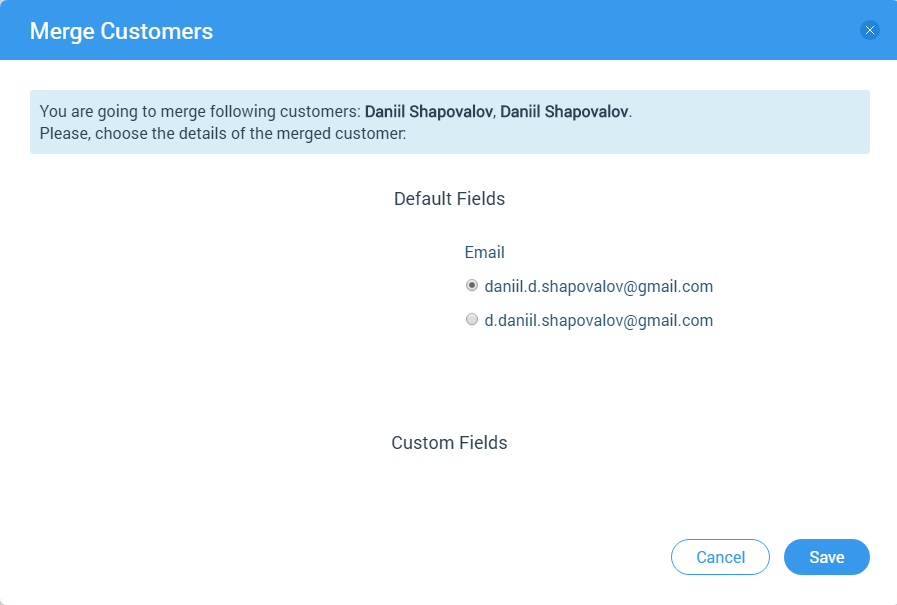 Merge Customers
You are going to merge following customers: Daniil Shapovalov, Daniil Shapovalov.
Please, choose the details of the merged customer:
Default Fields
Email
daniil.d.shapovalov@gmail.com
d.daniil.shapovalov@gmail.com
Custom Fields
Cancel Save